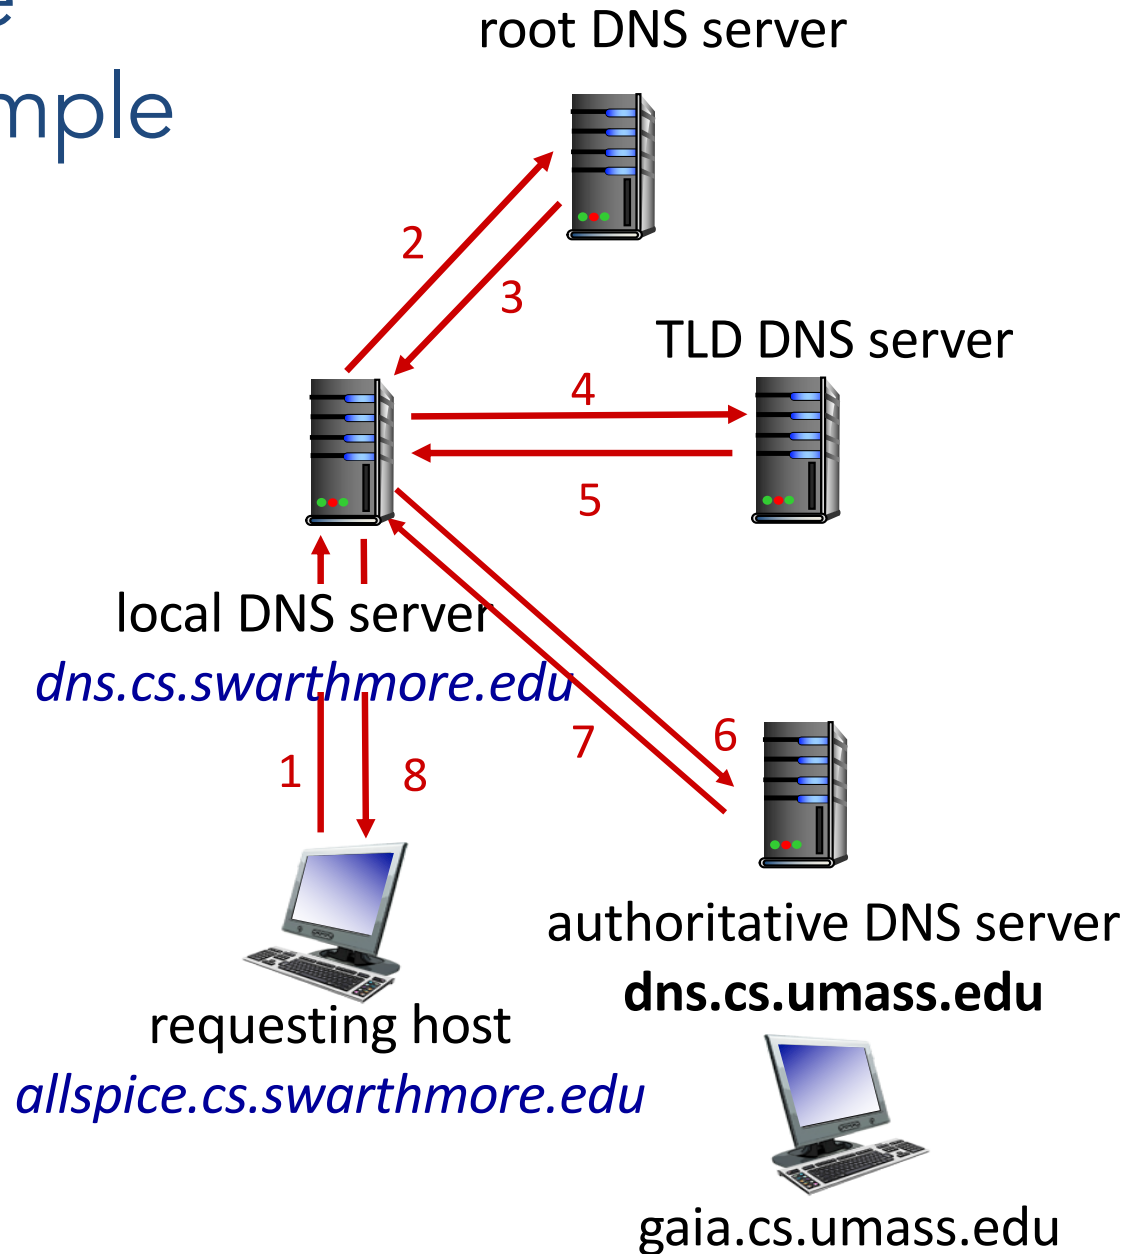 root DNS server
2
3
TLD DNS server
4
5
local DNS server
dns.cs.swarthmore.edu
1
8
7
6
authoritative DNS server
dns.cs.umass.edu
requesting host
allspice.cs.swarthmore.edu
gaia.cs.umass.edu